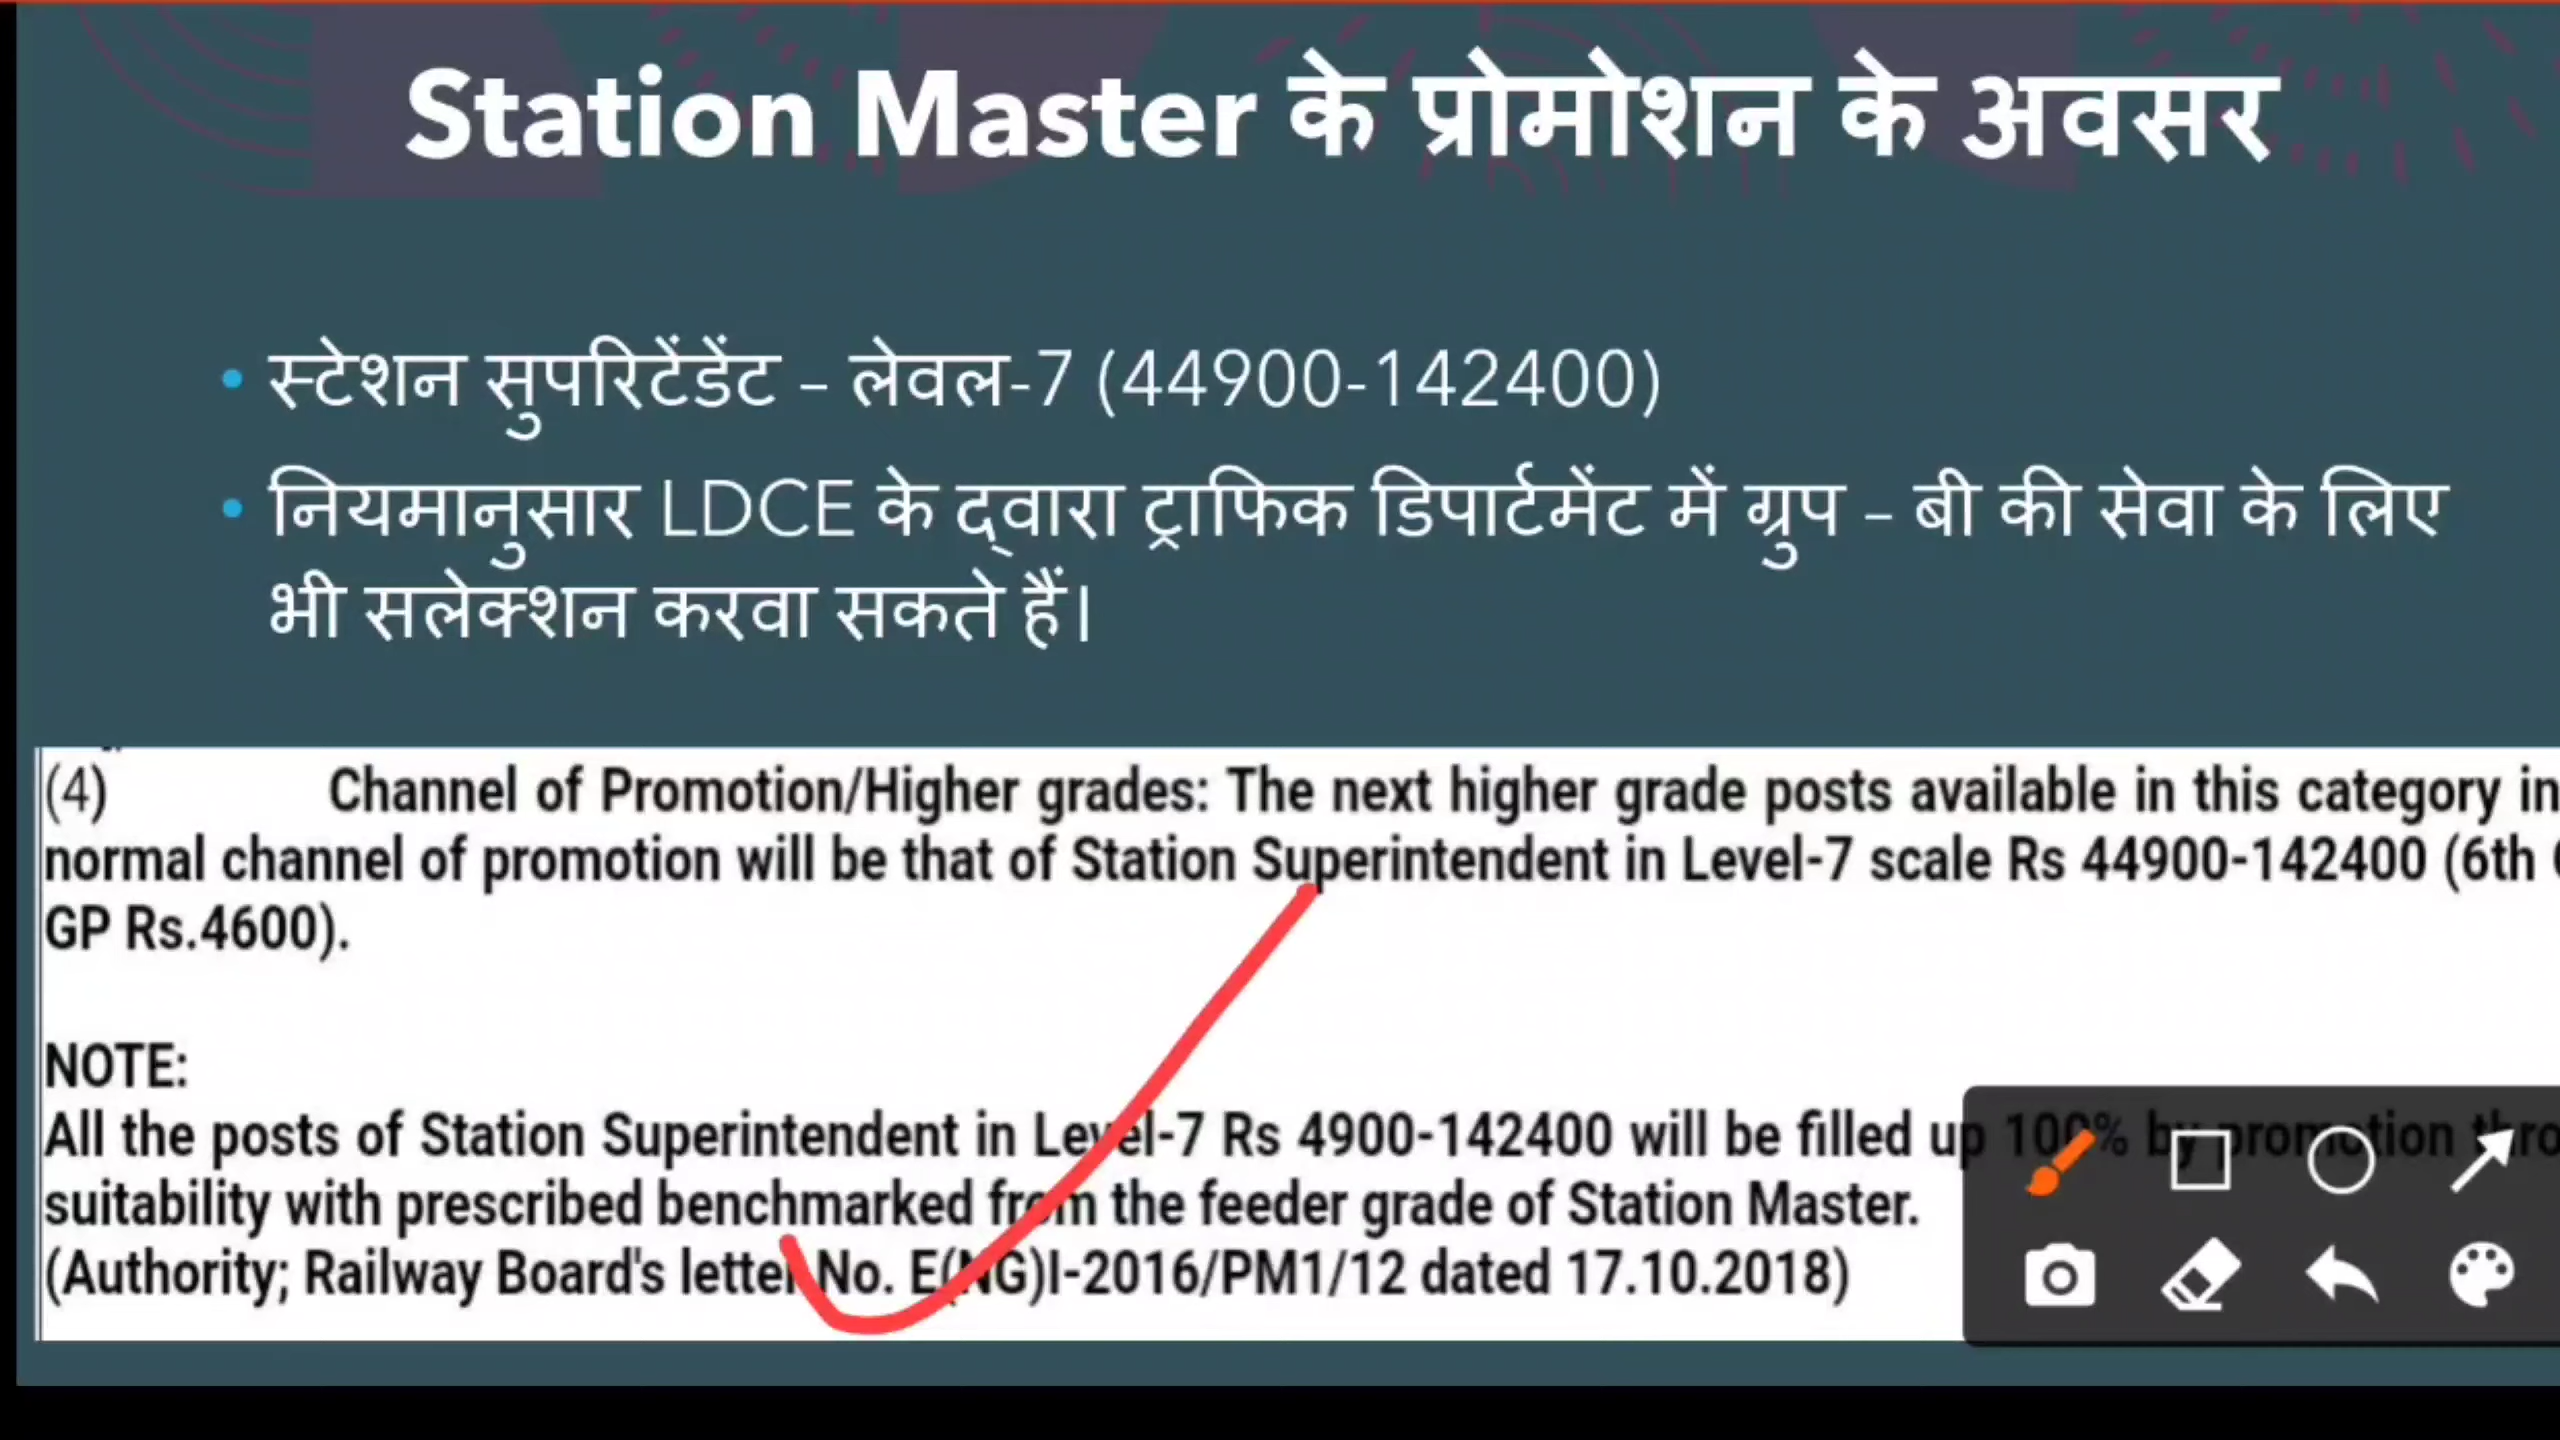 Station Master के प्रोमोशन के अवसर
• स्टेशन सुपरिटेंडेंट – लेवल-7 (44900-142400)
• नियमानुसार LDCE के द्वारा ट्राफिक डिपार्टमेंट में ग्रुप – बी की सेवा के लिए
भी सलेक्शन करवा सकते हैं।
(4) Channel of Promotion/Higher grades: The next higher grade posts available in this category in
normal channel of promotion will be that of Station Superintendent in Level-7 scale Rs 44900-142400 (6th
GP Rs.4600).
NOTE:
All the posts of Station Superintendent in Level-7 Rs 4900-142400 will be filled up 100% by promotion
suitability with prescribed benchmarked from the feeder grade of Station Master.
(Authority; Railway Board's letter No. E(NG)I-2016/PM1/12 dated 17.10.2018)